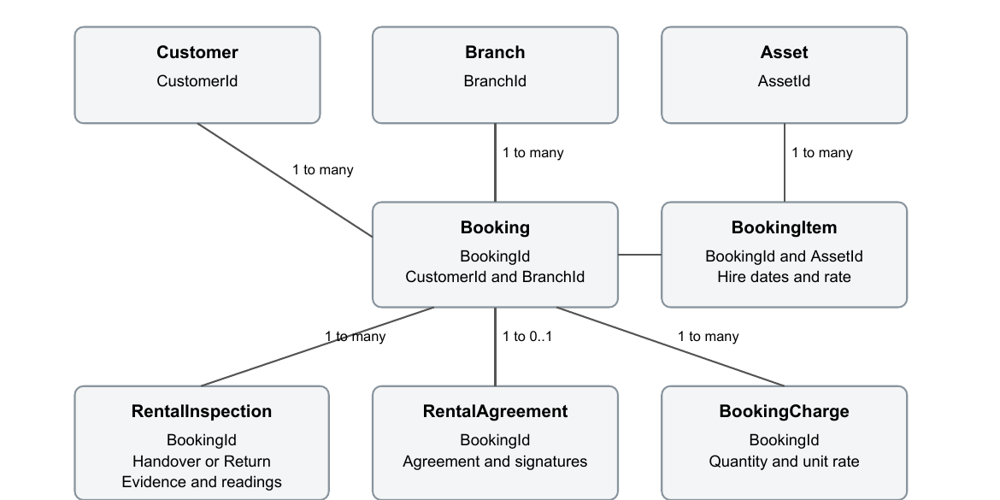 Customer
CustomerId
Branch
BranchId
Asset
AssetId
1 to many
1 to many
1 to many
Booking
BookingId
CustomerId and BranchId
BookingItem
BookingId and AssetId
Hire dates and rate
1 to many
1 to 0..1
1 to many
RentalInspection
BookingId
Handover or Return
Evidence and readings
RentalAgreement
BookingId
Agreement and signatures
BookingCharge
BookingId
Quantity and unit rate